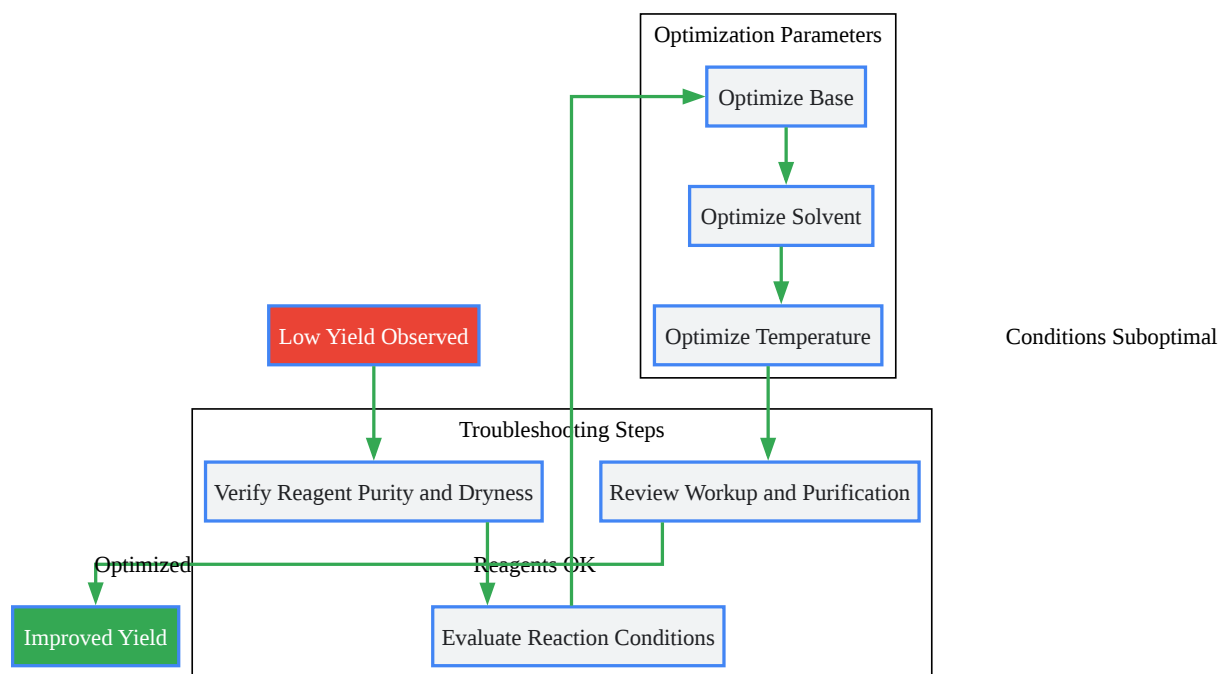 Optimization Parameters
Optimize Base
Optimize Solvent
Low Yield Observed
Optimize Temperature
Conditions Suboptimal
Troubleshooting Steps
Verify Reagent Purity and Dryness
Review Workup and Purification
Optimized
Reagents OK
Improved Yield
Evaluate Reaction Conditions